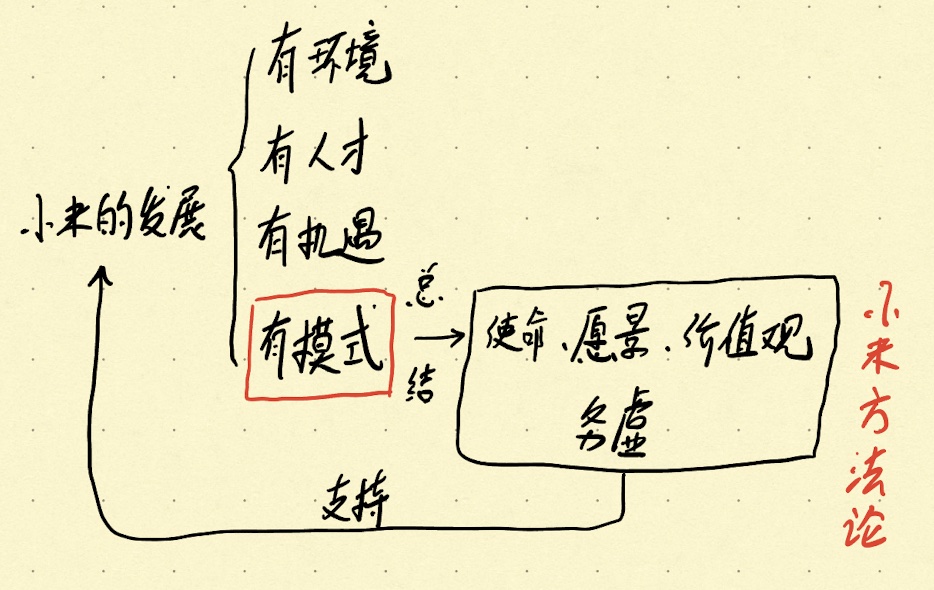 有环境
有人才
小米的发展
有机遇
有模式
总结
使命、愿景、价值观
务虚
支持
小米方法论